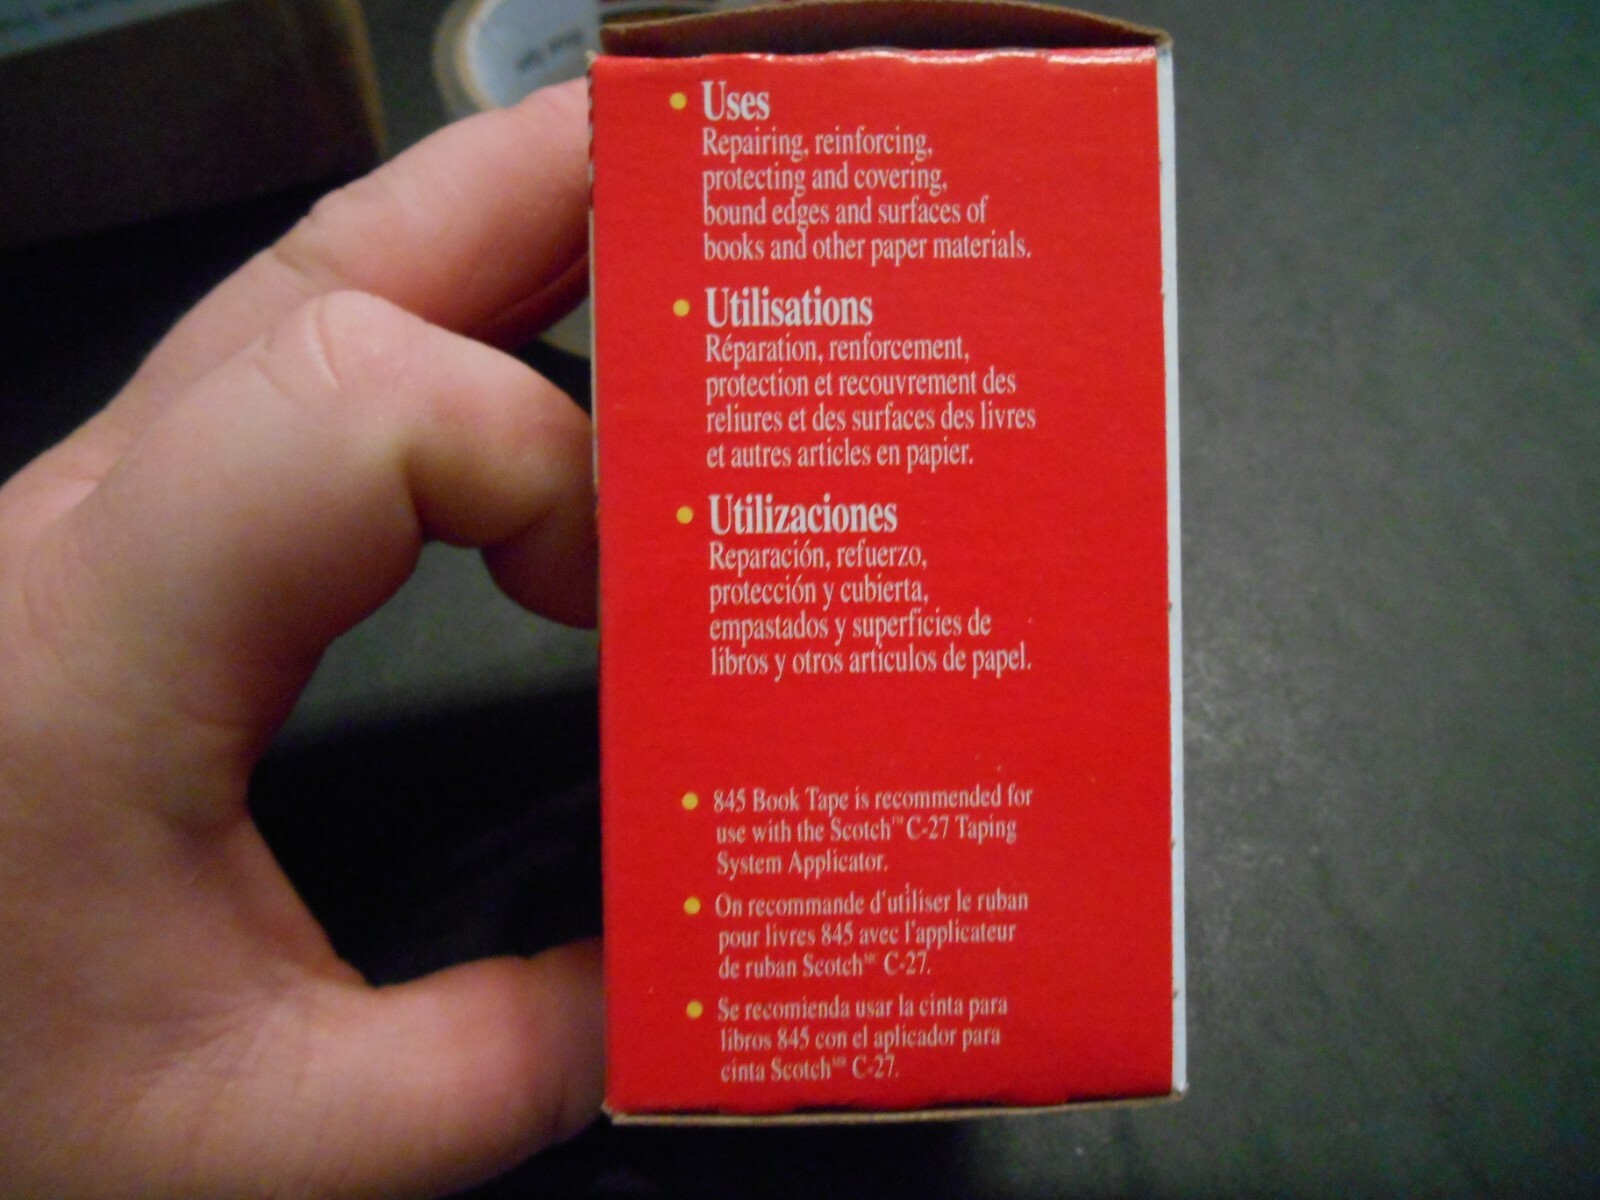 • Uses
Repairing, reinforcing,
protecting and covering,
bound edges and surfaces of
books and other paper materials.
• Utilisations
Réparation, renforcement,
protection et recouvrement des
reliures et des surfaces des livres
et autres articles en papier.
• Utilizaciones
Reparación, refuerzo,
protección y cubierta,
empastados y superficies de
libros y otros artículos de papel.
• 845 Book Tape is recommended for
use with the Scotch™ C-27 Taping
System Applicator.
• On recommande d'utiliser le ruban
pour livres 845 avec l'applicateur
de ruban Scotch™ᶜ C-27.
• Se recomienda usar la cinta para
libros 845 con el aplicador para
cinta Scotch C-27.